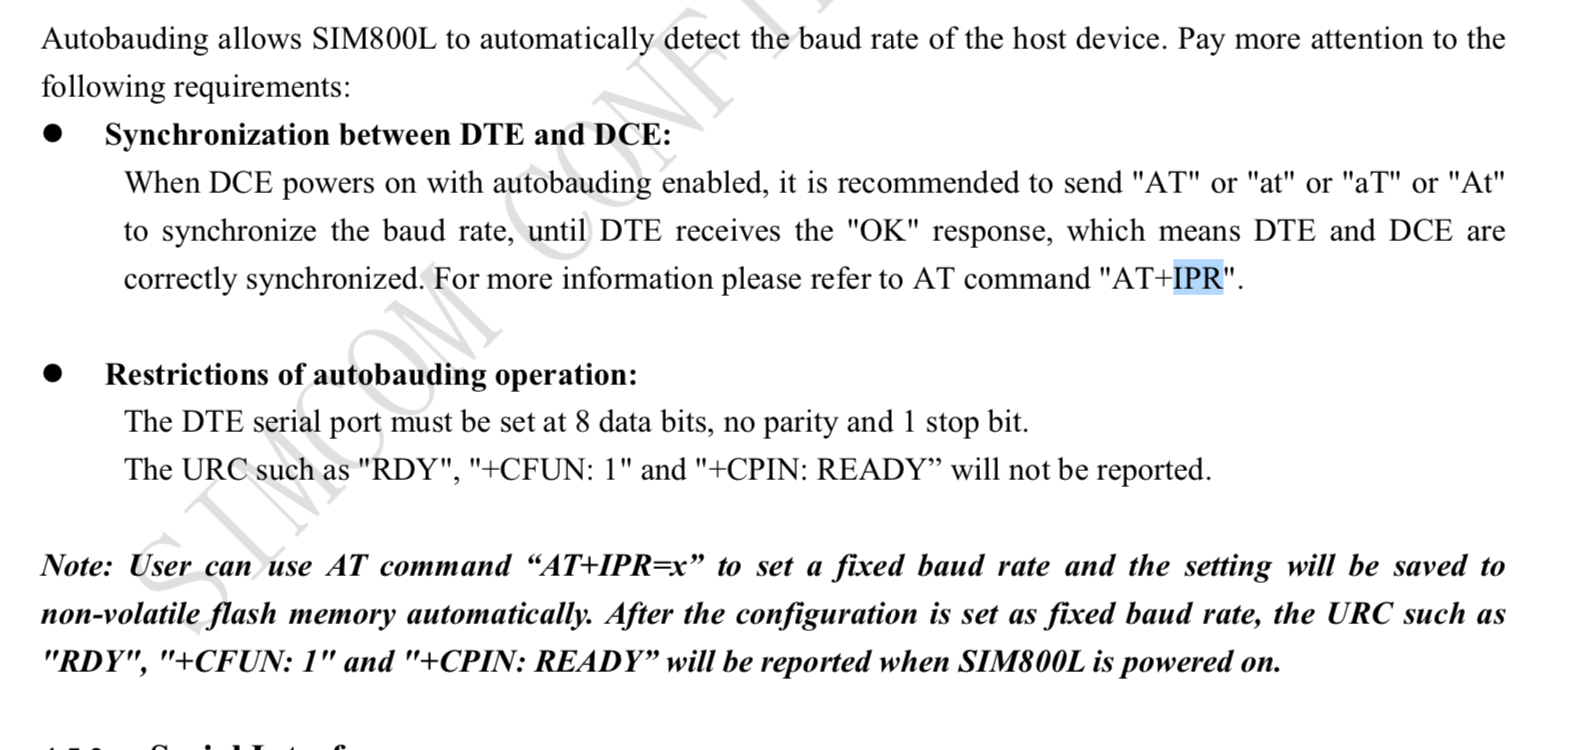 Autobauding allows SIM800L to automatically detect the baud rate of the host device. Pay more attention to the
following requirements:
● Synchronization between DTE and DCE:
When DCE powers on with autobauding enabled, it is recommended to send "AT" or "at" or "aT" or "At"
to synchronize the baud rate, until DTE receives the "OK" response, which means DTE and DCE are
correctly synchronized. For more information please refer to AT command "AT+IPR".
● Restrictions of autobauding operation:
The DTE serial port must be set at 8 data bits, no parity and 1 stop bit.
The URC such as "RDY", "+CFUN: 1" and "+CPIN: READY” will not be reported.
Note: User can use AT command “AT+IPR=x” to set a fixed baud rate and the setting will be saved to
non-volatile flash memory automatically. After the configuration is set as fixed baud rate, the URC such as
"RDY", "+CFUN: 1" and "+CPIN: READY” will be reported when SIM800L is powered on.
SIMCOM